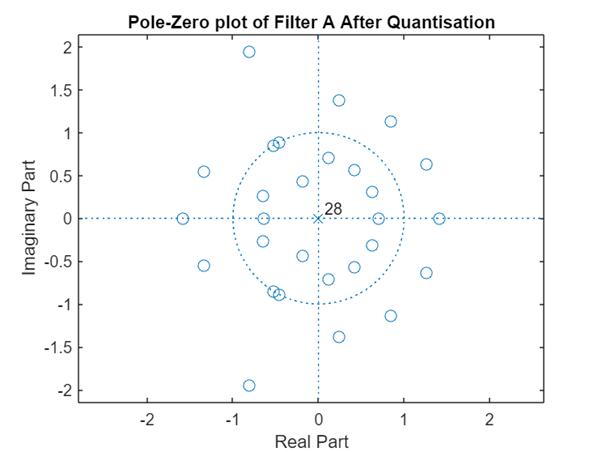 Pole-Zero plot of Filter A After Quantisation
2
1.5
1
0.5
0
-0.5
-1
-1.5
-2
Imaginary Part
28
-2 -1 0 1 2
Real Part